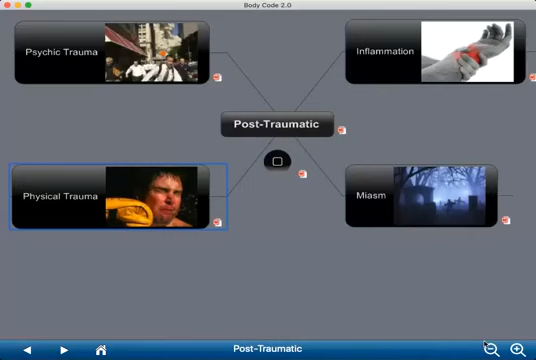 Body Code 2.0
Psychic Trauma
Inflammation
Post-Traumatic
Physical Trauma
Miasm
Post-Traumatic